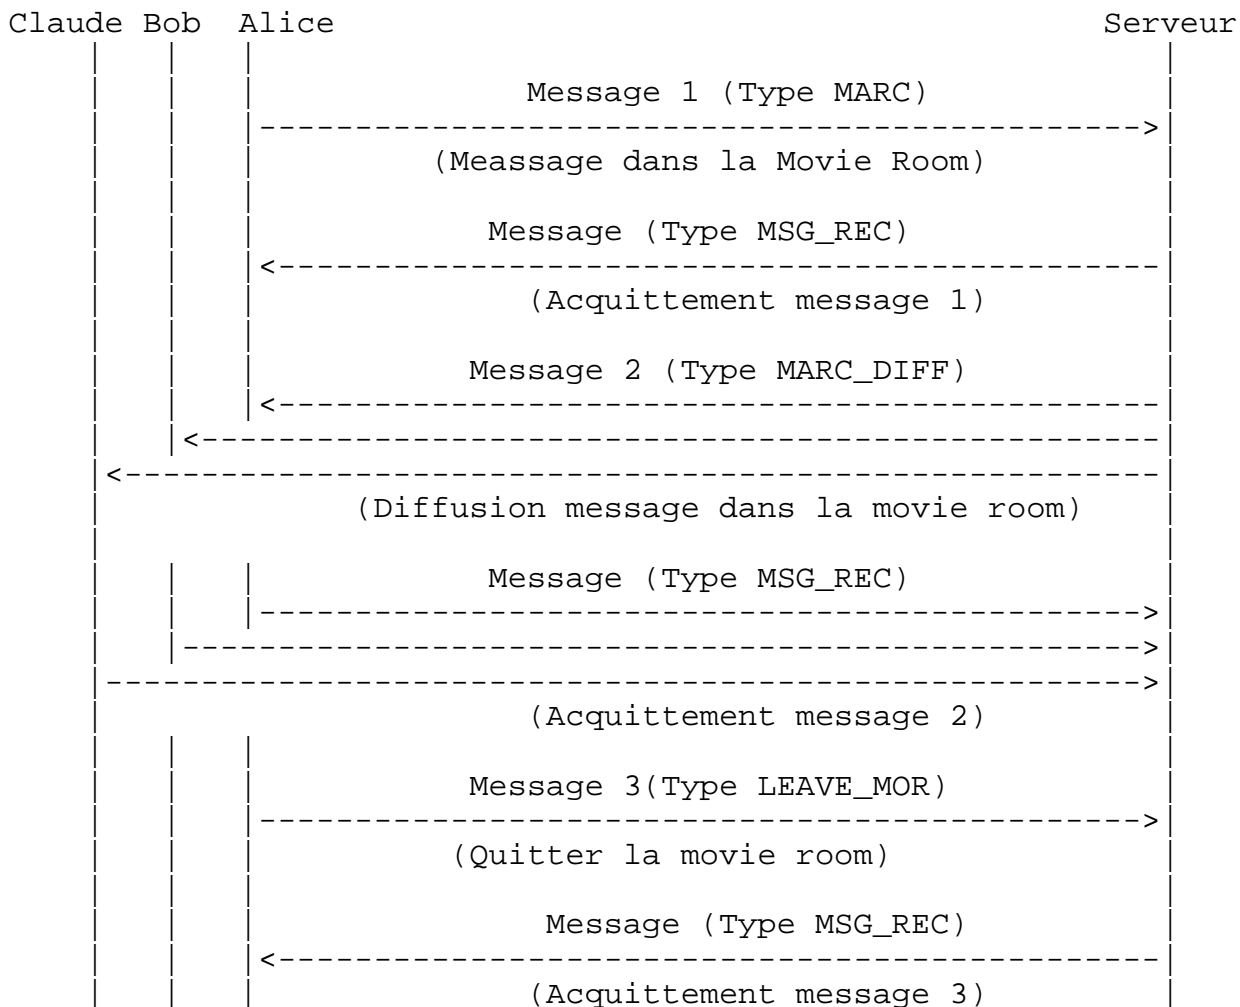 Claude Bob Alice Serveur
Message 1 (Type MARC)
(Meassage dans la Movie Room)
Message (Type MSG_REC)
(Acquittement message 1)
Message 2 (Type MARC_DIFF)
(Diffusion message dans la movie room)
Message (Type MSG_REC)
(Acquittement message 2)
Message 3(Type LEAVE_MOR)
(Quitter la movie room)
Message (Type MSG_REC)
(Acquittement message 3)